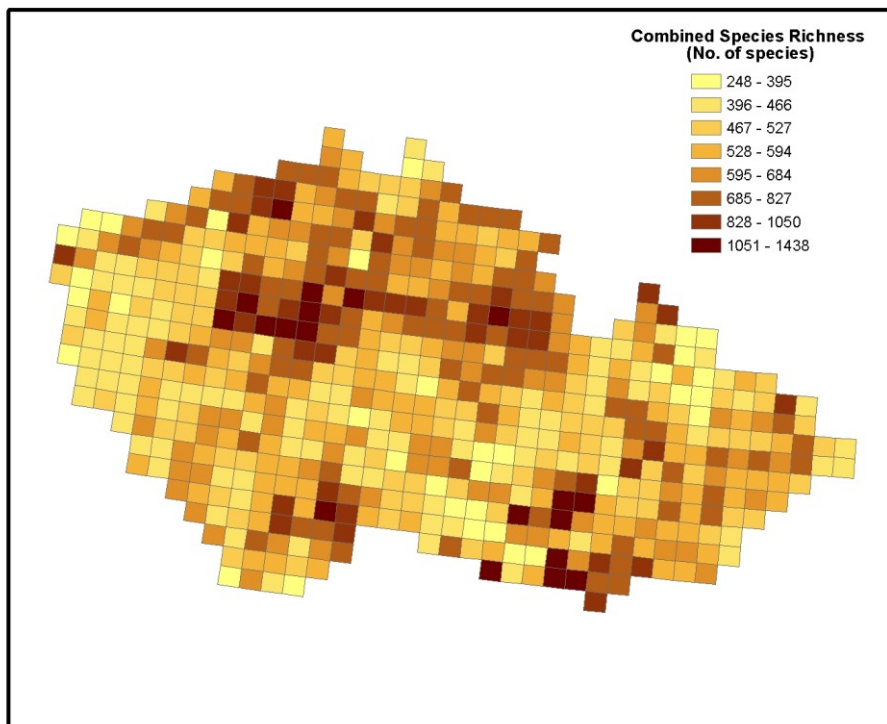 Combined Species Richness
(No. of species)
248 - 395
396 - 466
467 - 527
528 - 594
595 - 684
685 - 827
828 - 1050
1051 - 1438